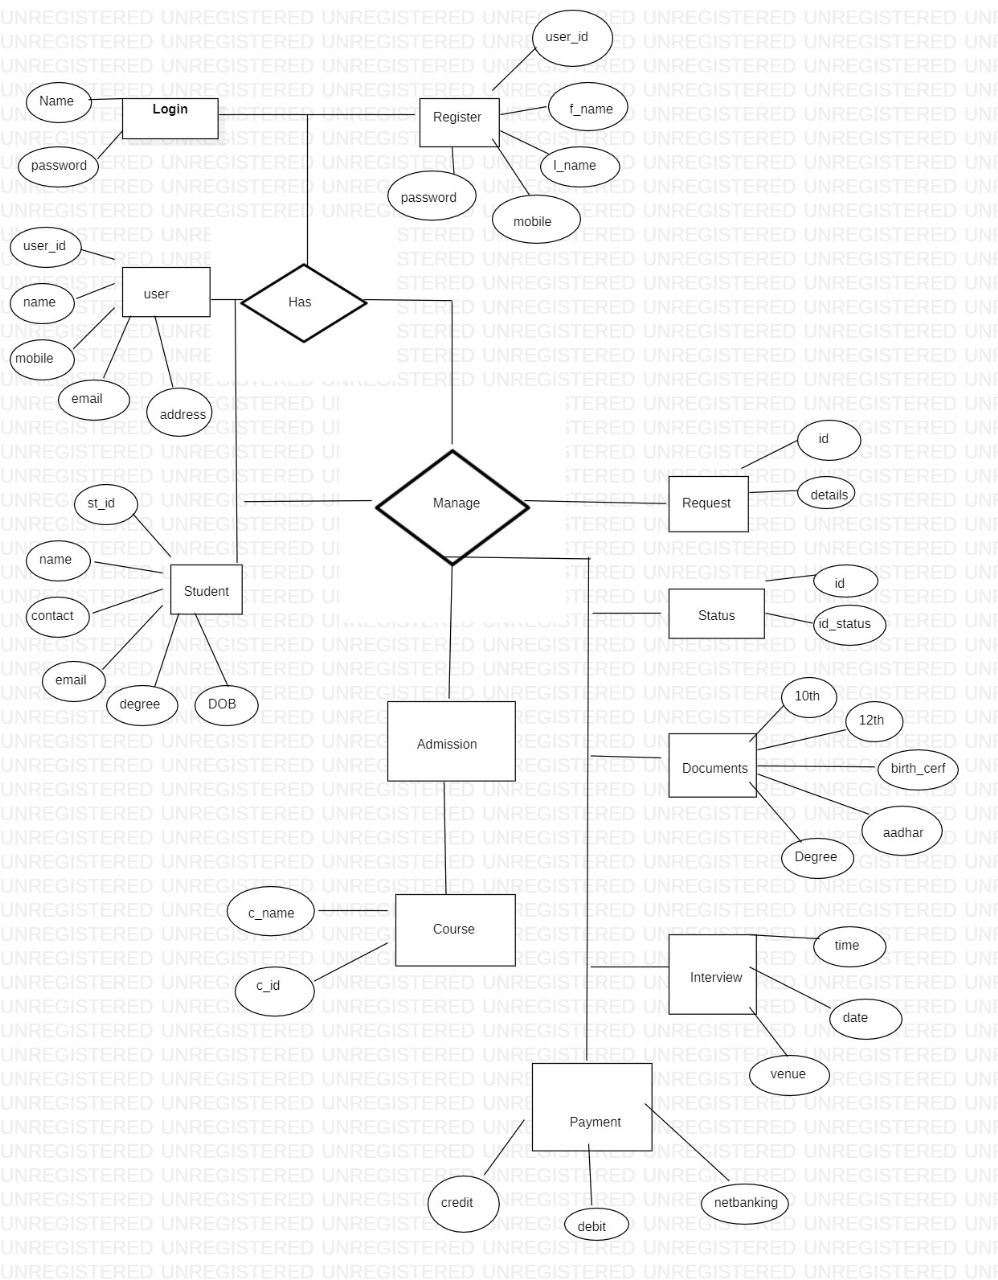 user_id
Name
Login
Register
f_name
password
l_name
password
mobile
user_id
user
name
Has
mobile
email
address
id
st_id
Manage
Request
details
name
Student
id
contact
Status
id_status
email
degree
DOB
10th
12th
Admission
Documents
birth_cerf
aadhar
Degree
c_name
Course
time
Interview
c_id
date
venue
Payment
credit
netbanking
debit
UNREGISTERED